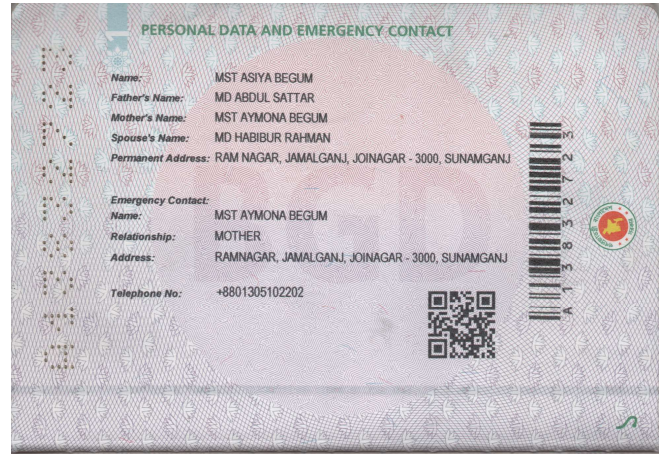 PERSONAL DATA AND EMERGENCY CONTACT
Name: MST ASIYA BEGUM
Father's Name: MD ABDUL SATTAR
Mother's Name: MST AYMONA BEGUM
Spouse's Name: MD HABIBUR RAHMAN
Permanent Address: RAM NAGAR, JAMALGANJ, JOINAGAR - 3000, SUNAMGANJ
Emergency Contact:
Name: MST AYMONA BEGUM
Relationship: MOTHER
Address: RAMNAGAR, JAMALGANJ, JOINAGAR - 3000, SUNAMGANJ
Telephone No: +8801305102202
A13832723
BGD